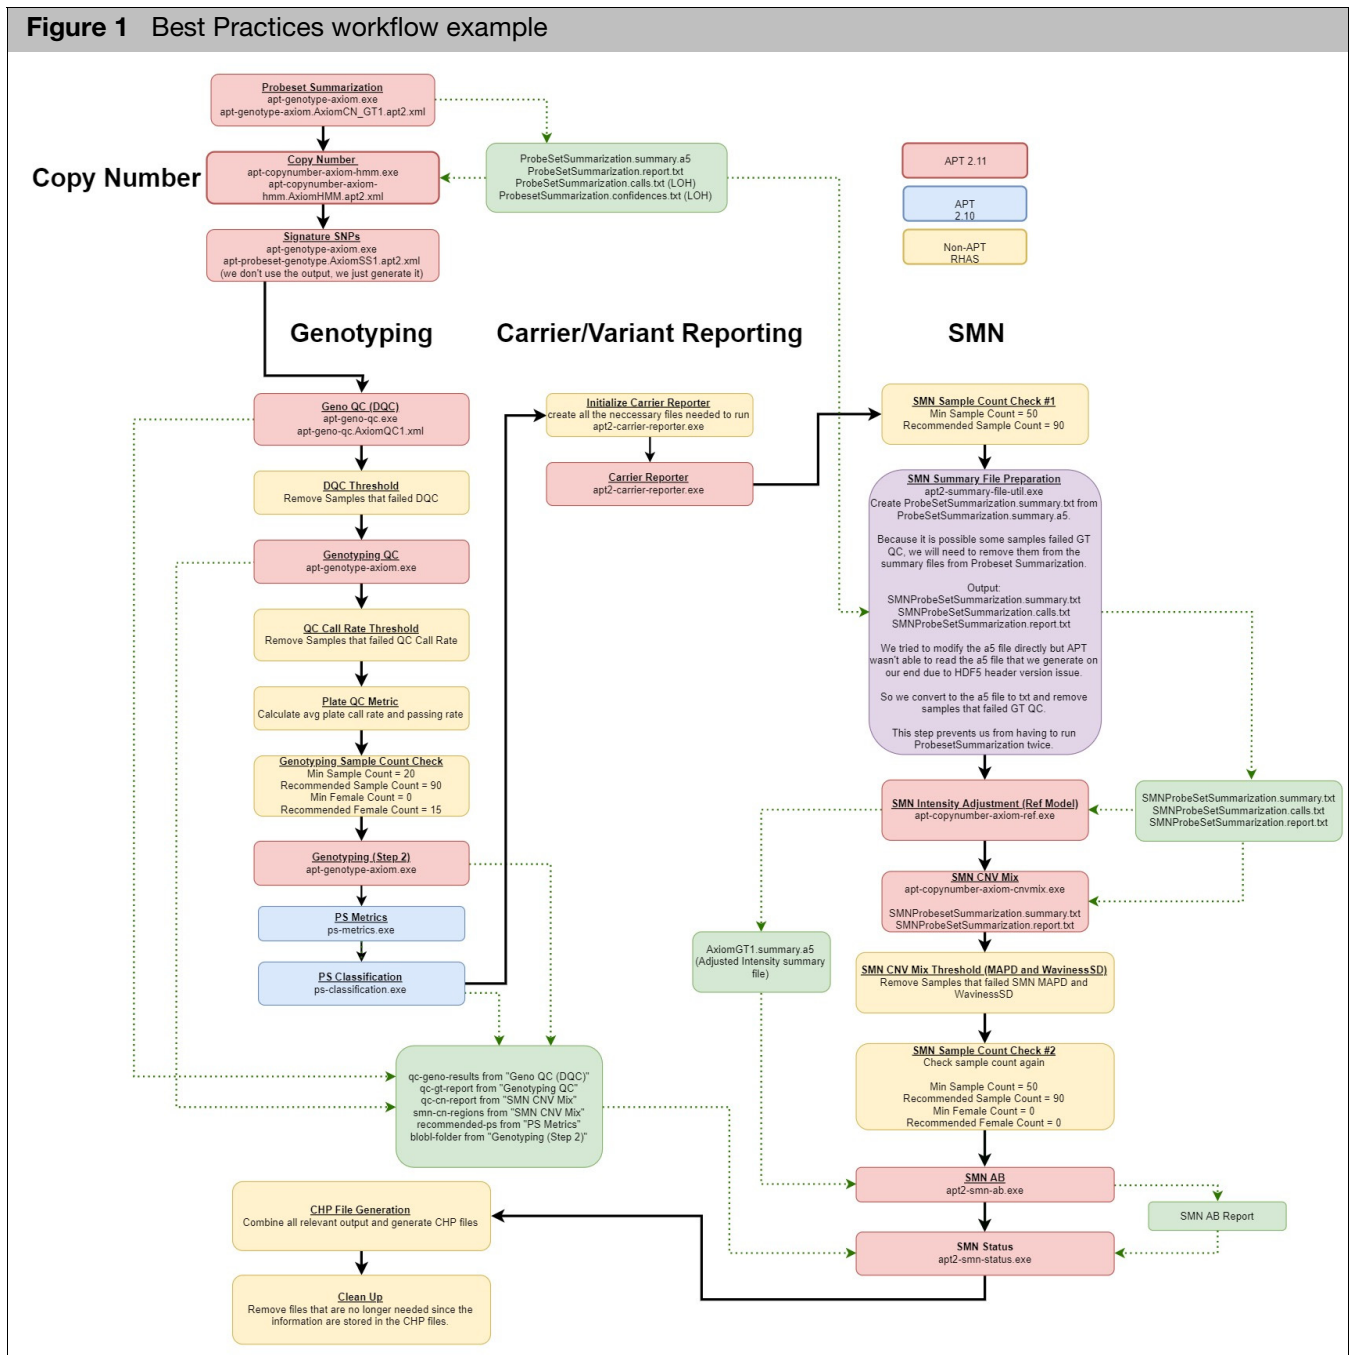 Figure 1 Best Practices workflow example
Probeset Summarization
apt-genotype-axiom.exe
apt-genotype-axiom.AxiomCN_GT1.apt2.xml
Copy Number
Copy Number
apt-copynumber-axiom-hmm.exe
apt-copynumber-axiom-
hmm.AxiomHMM.apt2.xml
ProbeSetSummarization.summary.a5
ProbeSetSummarization.report.txt
ProbeSetSummarization.calls.txt (LOH)
ProbesetSummarization.confidences.txt (LOH)
APT 2.11
APT
2.10
Non-APT
RHAS
Signature SNPs
apt-genotype-axiom.exe
apt-probeset-genotype.AxiomSS1.apt2.xml
(we don't use the output, we just generate it)
Genotyping
Geno QC (DQC)
apt-geno-qc.exe
apt-geno-qc.AxiomQC1.xml
DQC Threshold
Remove Samples that failed DQC
Genotyping QC
apt-genotype-axiom.exe
QC Call Rate Threshold
Remove Samples that failed QC Call Rate
Plate QC Metric
Calculate avg plate call rate and passing rate
Genotyping Sample Count Check
Min Sample Count = 20
Recommended Sample Count = 90
Min Female Count = 0
Recommended Female Count = 15
Genotyping (Step 2)
apt-genotype-axiom.exe
PS Metrics
ps-metrics.exe
PS Classification
ps-classification.exe
qc-geno-results from "Geno QC (DQC)"
qc-gt-report from "Genotyping QC"
qc-cn-report from "SMN CNV Mix"
smn-cn-regions from "SMN CNV Mix"
recommended-ps from "PS Metrics"
blobl-folder from "Genotyping (Step 2)"
Carrier/Variant Reporting
Initialize Carrier Reporter
create all the neccessary files needed to run
apt2-carrier-reporter.exe
Carrier Reporter
apt2-carrier-reporter.exe
SMN
SMN Sample Count Check #1
Min Sample Count = 50
Recommended Sample Count = 90
SMN Summary File Preparation
apt2-summary-file-util.exe
Create ProbeSetSummarization.summary.txt from
ProbeSetSummarization.summary.a5.
Because it is possible some samples failed GT
QC, we will need to remove them from the
summary files from Probeset Summarization.
Output:
SMNProbeSetSummarization.summary.txt
SMNProbeSetSummarization.calls.txt
SMNProbeSetSummarization.report.txt
We tried to modify the a5 file directly but APT
wasn't able to read the a5 file that we generate on
our end due to HDF5 header version issue.
So we convert to the a5 file to txt and remove
samples that failed GT QC.
This step prevents us from having to run
ProbesetSummarization twice.
SMN Intensity Adjustment (Ref Model)
apt-copynumber-axiom-ref.exe
SMNProbeSetSummarization.summary.txt
SMNProbeSetSummarization.calls.txt
SMNProbeSetSummarization.report.txt
SMN CNV Mix
apt-copynumber-axiom-cnvmix.exe
SMNProbesetSummarization.summary.txt
SMNProbesetSummarization.report.txt
AxiomGT1.summary.a5
(Adjusted Intensity summary
file)
SMN CNV Mix Threshold (MAPD and WavinessSD)
Remove Samples that failed SMN MAPD and
WavinessSD
SMN Sample Count Check #2
Check sample count again
Min Sample Count = 50
Recommended Sample Count = 90
Min Female Count = 0
Recommended Female Count = 0
SMN AB
apt2-smn-ab.exe
SMN AB Report
SMN Status
apt2-smn-status.exe
CHP File Generation
Combine all relevant output and generate CHP files
Clean Up
Remove files that are no longer needed since the
information are stored in the CHP files.